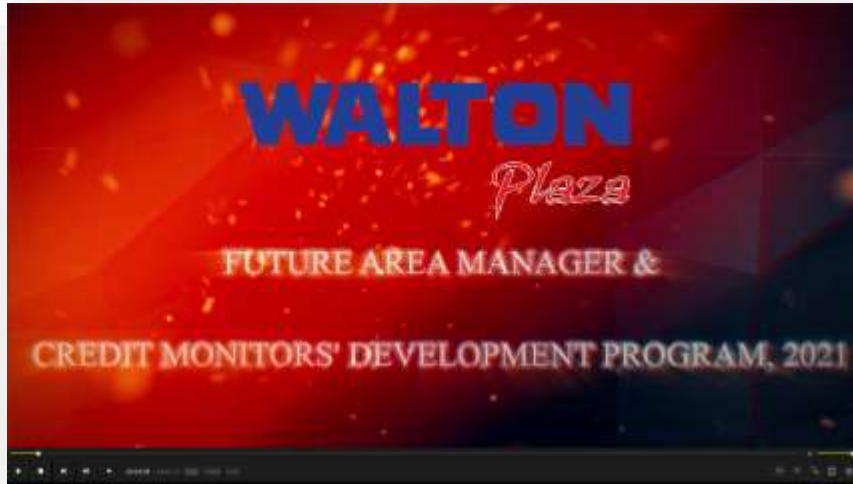 WALTON
Plaza
FUTURE AREA MANAGER &
CREDIT MONITORS' DEVELOPMENT PROGRAM, 2021